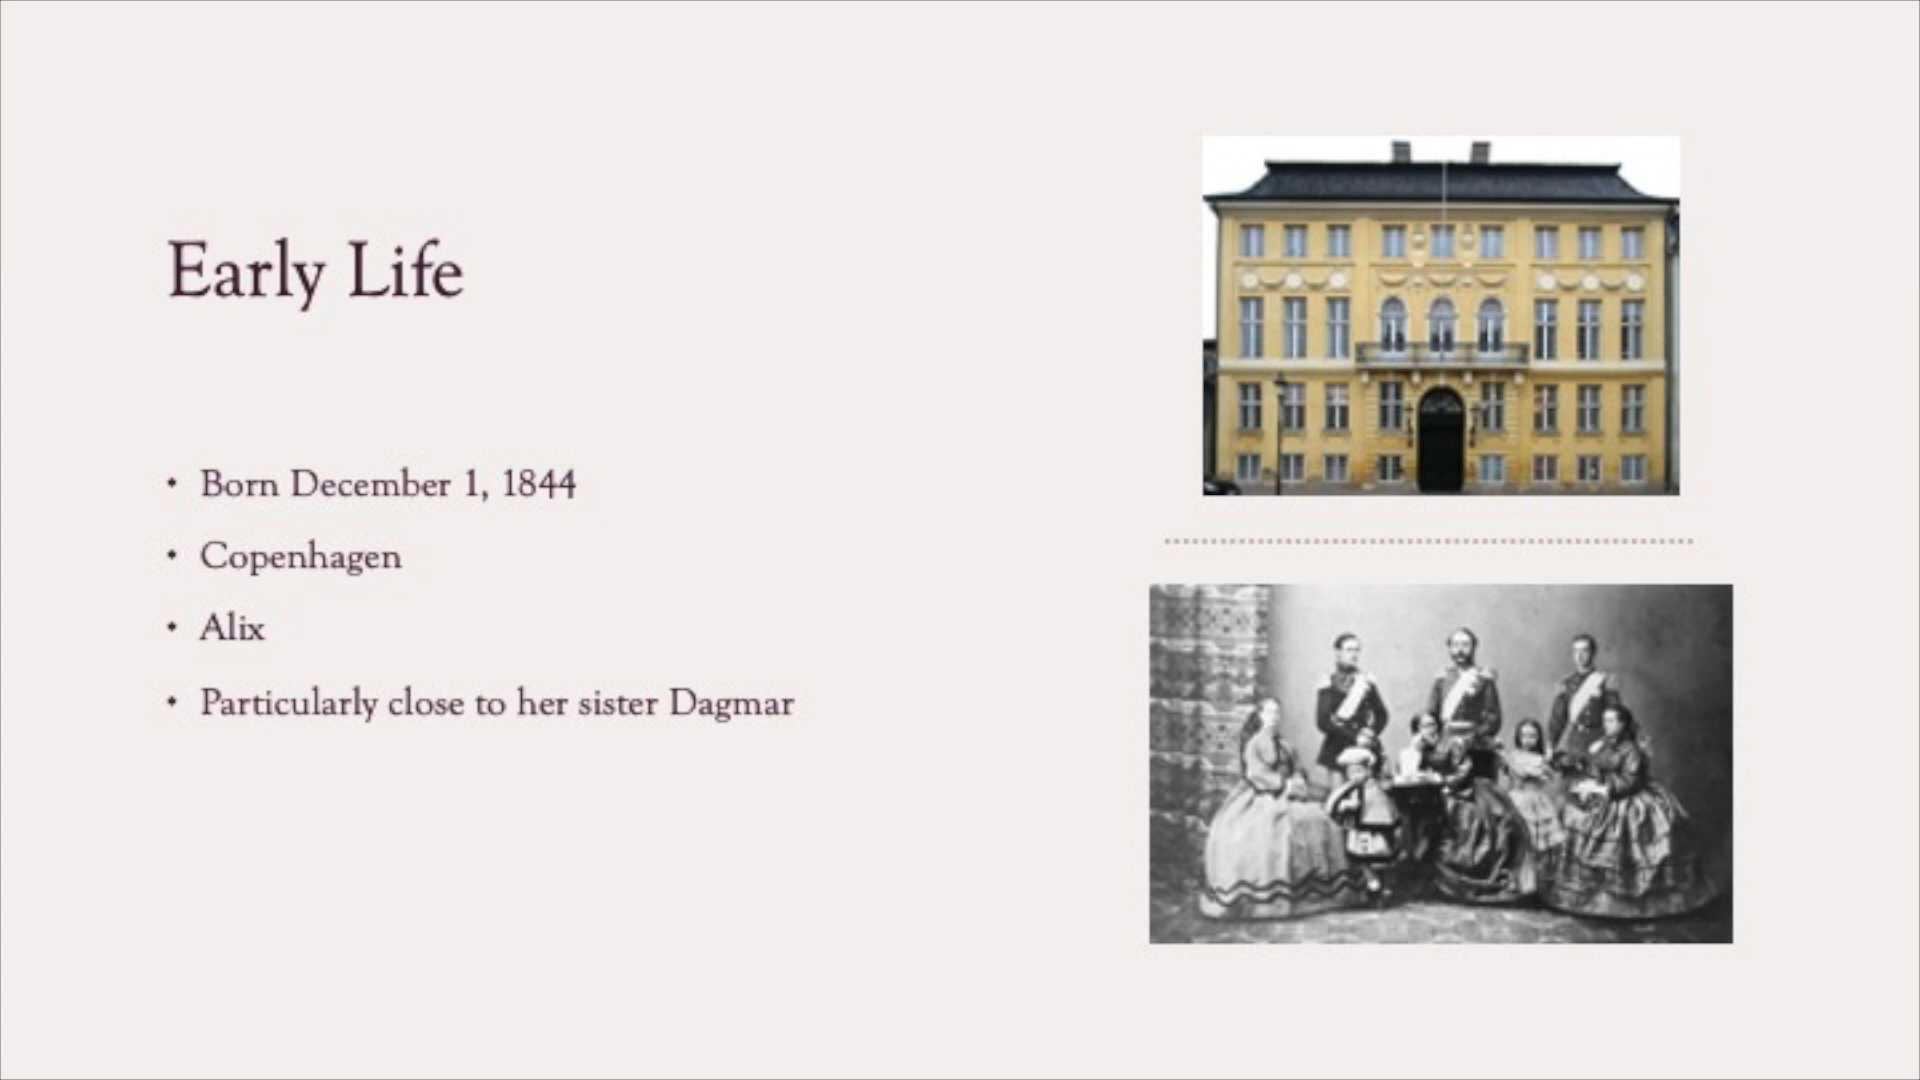 Early Life
• Born December 1, 1844
• Copenhagen
• Alix
• Particularly close to her sister Dagmar